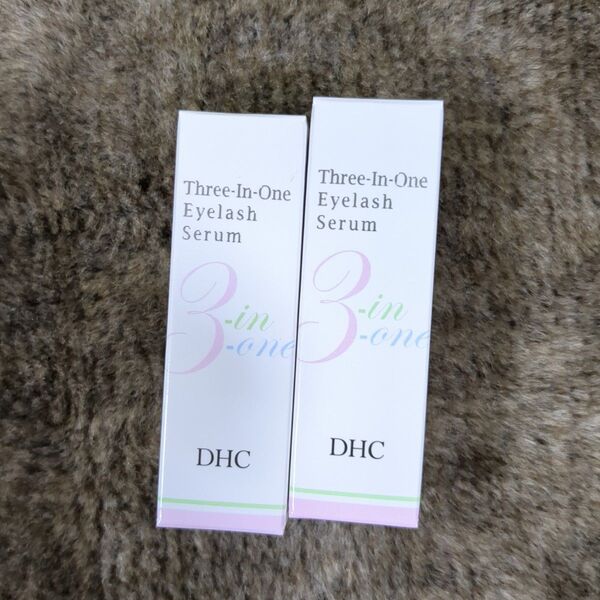 Three-In-One
Eyelash
Serum
3-in
-one
DHC
Three-In-One
Eyelash
Serum
3-in
-one
DHC